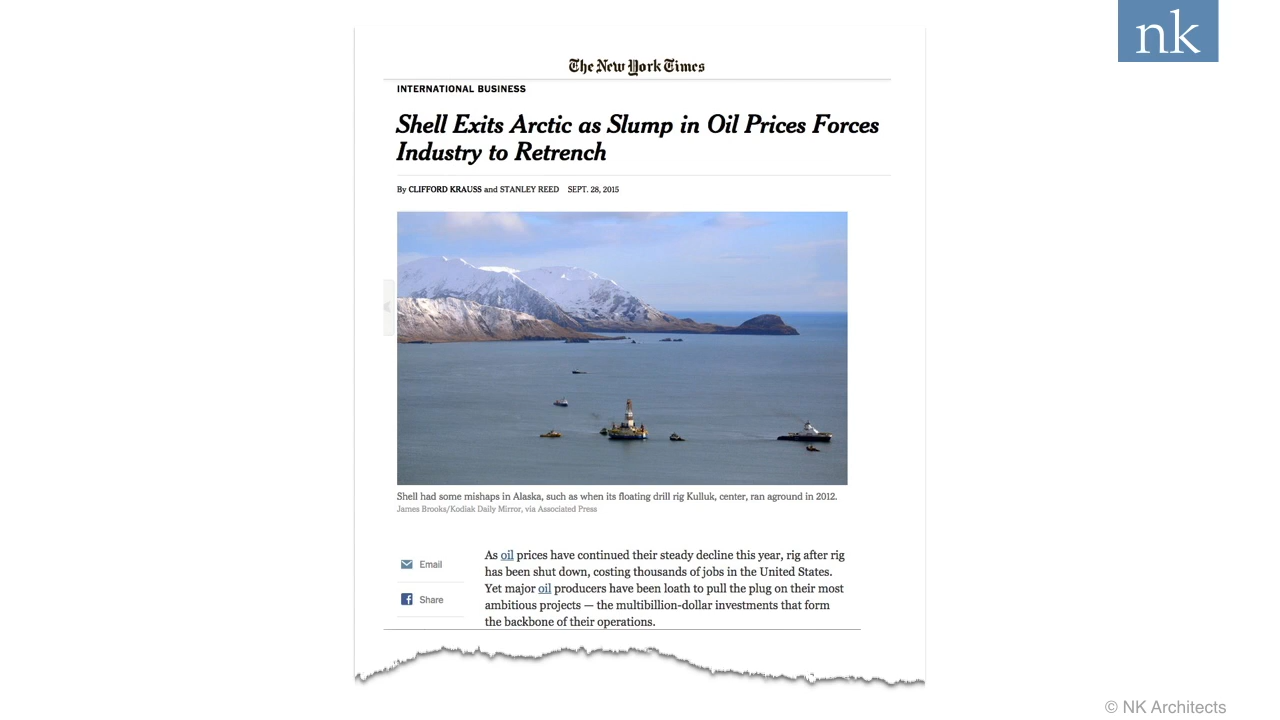 nk
The New York Times
INTERNATIONAL BUSINESS
Shell Exits Arctic as Slump in Oil Prices Forces
Industry to Retrench
By CLIFFORD KRAUSS and STANLEY REED SEPT. 28, 2015
Shell had some mishaps in Alaska, such as when its floating drill rig Kulluk, center, ran aground in 2012.
James Brooks/Kodiak Daily Mirror, via Associated Press
Email
Share
As oil prices have continued their steady decline this year, rig after rig
has been shut down, costing thousands of jobs in the United States.
Yet major oil producers have been loath to pull the plug on their most
ambitious projects — the multibillion-dollar investments that form
the backbone of their operations.
© NK Architects